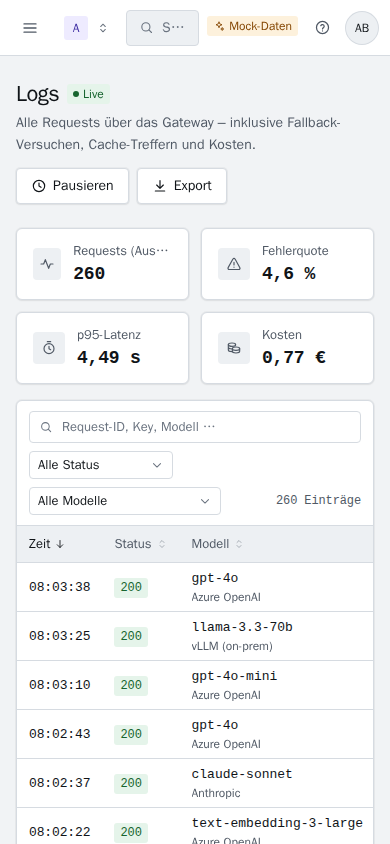 A
S···
Mock-Daten
AB
Logs
Live
Alle Requests über das Gateway – inklusive Fallback-
Versuchen, Cache-Treffern und Kosten.
Pausieren
Export
Requests (Aus···
260
Fehlerquote
4,6 %
p95-Latenz
4,49 s
Kosten
0,77 €
Request-ID, Key, Modell ···
Alle Status
Alle Modelle
260 Einträge
Zeit Status Modell
08:03:38 200 gpt-4o
Azure OpenAI
08:03:25 200 llama-3.3-70b
vLLM (on-prem)
08:03:10 200 gpt-4o-mini
Azure OpenAI
08:02:43 200 gpt-4o
Azure OpenAI
08:02:37 200 claude-sonnet
Anthropic
08:02:22 200 text-embedding-3-large
Azure OpenAI